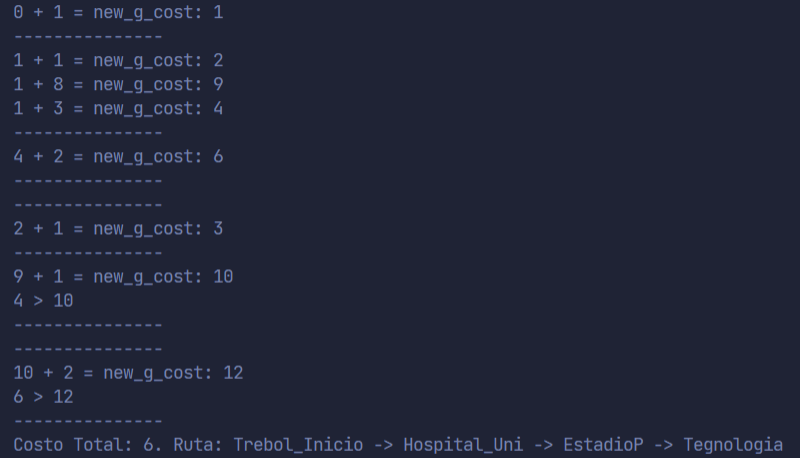 0 + 1 = new_g_cost: 1
---------------
1 + 1 = new_g_cost: 2
1 + 8 = new_g_cost: 9
1 + 3 = new_g_cost: 4
---------------
4 + 2 = new_g_cost: 6
---------------
---------------
2 + 1 = new_g_cost: 3
---------------
9 + 1 = new_g_cost: 10
4 > 10
---------------
---------------
10 + 2 = new_g_cost: 12
6 > 12
---------------
Costo Total: 6. Ruta: Trebol_Inicio -> Hospital_Uni -> EstadioP -> Tegnologia